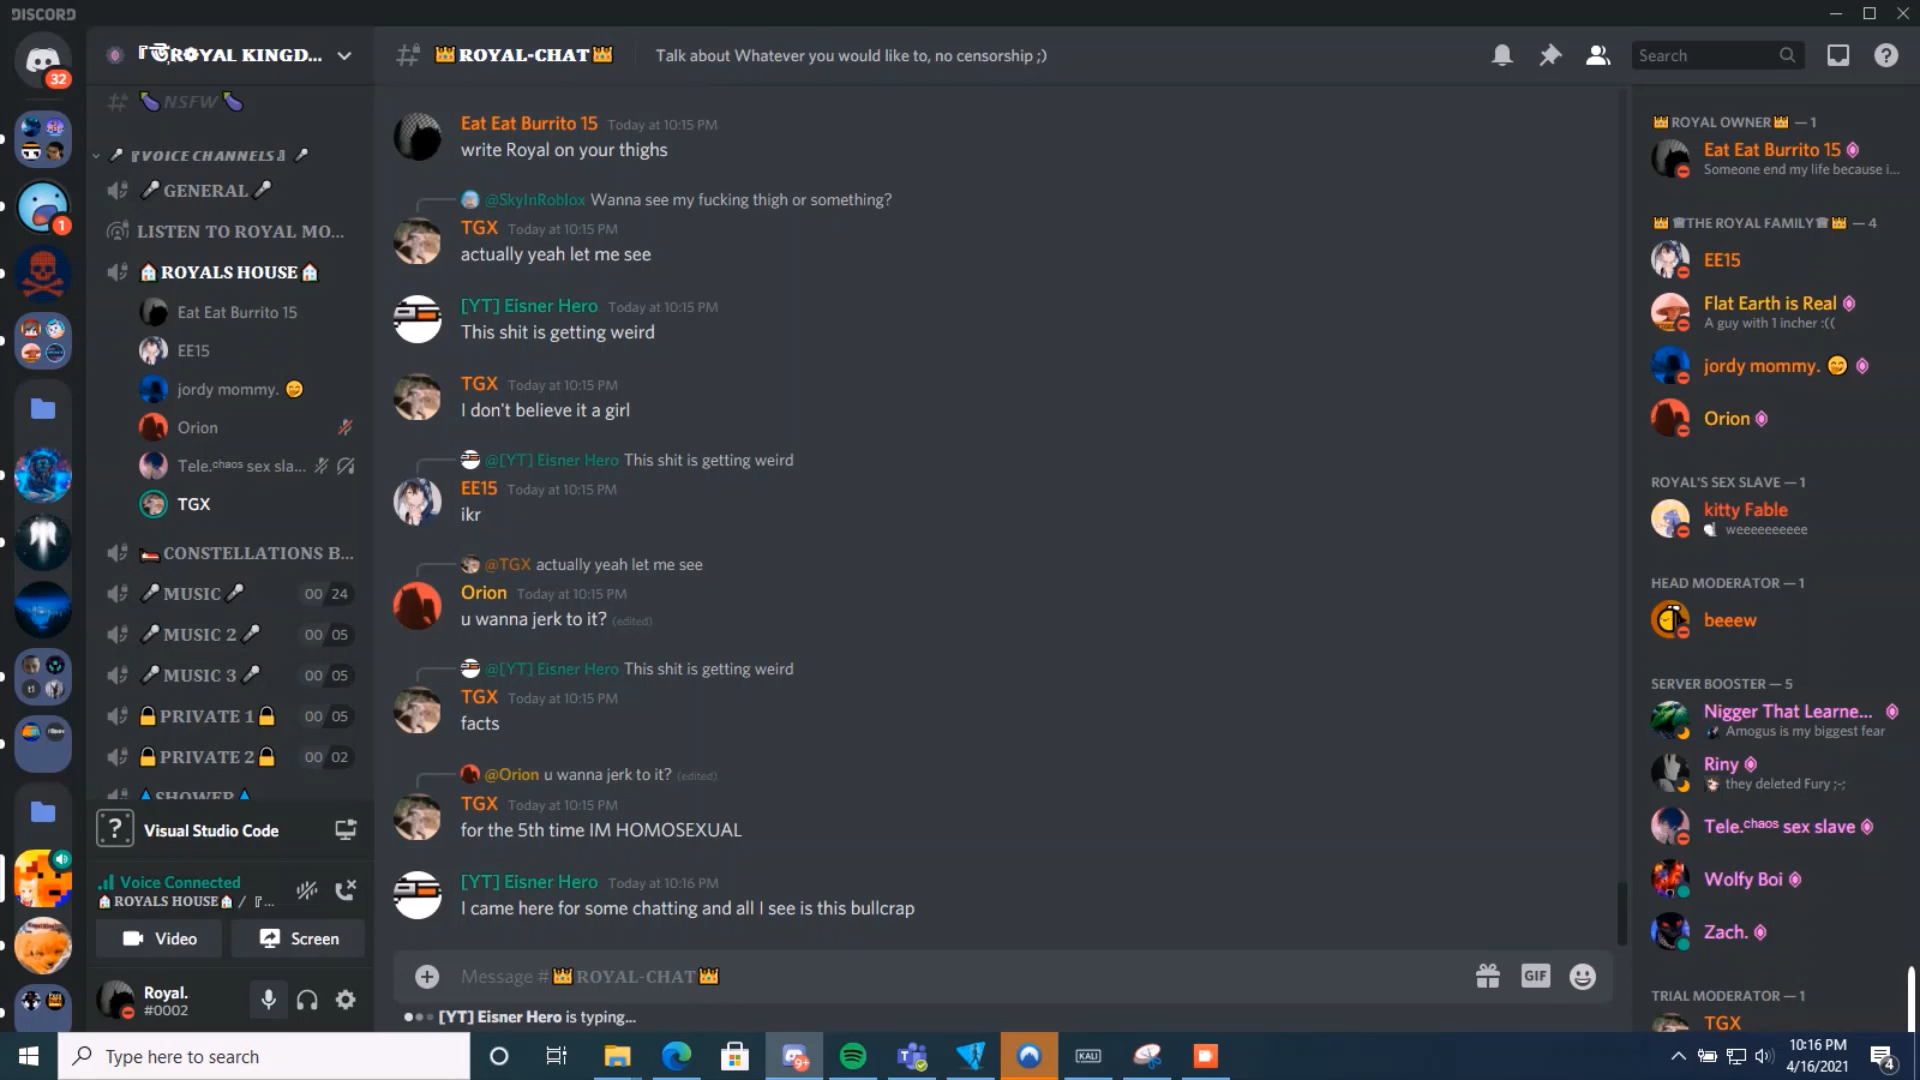 DISCORD
32
ROYAL KINGD...
ROYAL-CHAT
Talk about Whatever you would like to, no censorship ;)
Search
NSFW
『VOICE CHANNELS』
GENERAL
LISTEN TO ROYAL MO...
ROYALS HOUSE
Eat Eat Burrito 15
EE15
jordy mommy.
Orion
Tele.ᶜʰᵃᵒˢ sex sla...
TGX
CONSTELLATIONS B...
MUSIC 00 24
MUSIC 2 00 05
MUSIC 3 00 05
PRIVATE 1 00 05
PRIVATE 2 00 02
SHOWER
1
Visual Studio Code
Voice Connected
ROYALS HOUSE / 『...
Video
Screen
Royal.
#0002
Eat Eat Burrito 15 Today at 10:15 PM
write Royal on your thighs
@SkyInRoblox Wanna see my fucking thigh or something?
TGX Today at 10:15 PM
actually yeah let me see
[YT] Eisner Hero Today at 10:15 PM
This shit is getting weird
TGX Today at 10:15 PM
I don't believe it a girl
@[YT] Eisner Hero This shit is getting weird
EE15 Today at 10:15 PM
ikr
@TGX actually yeah let me see
Orion Today at 10:15 PM
u wanna jerk to it? (edited)
@[YT] Eisner Hero This shit is getting weird
TGX Today at 10:15 PM
facts
@Orion u wanna jerk to it? (edited)
TGX Today at 10:15 PM
for the 5th time IM HOMOSEXUAL
[YT] Eisner Hero Today at 10:16 PM
I came here for some chatting and all I see is this bullcrap
Message # ROYAL-CHAT
GIF
[YT] Eisner Hero is typing...
ROYAL OWNER — 1
Eat Eat Burrito 15
Someone end my life because i...
THE ROYAL FAMILY — 4
EE15
Flat Earth is Real
A guy with 1 incher :((
jordy mommy.
Orion
ROYAL'S SEX SLAVE — 1
kitty Fable
weeeeeeeeee
HEAD MODERATOR — 1
beeew
SERVER BOOSTER — 5
Nigger That Learne...
Amogus is my biggest fear
Riny
they deleted Fury ;-;
Tele.ᶜʰᵃᵒˢ sex slave
Wolfy Boi
Zach.
TRIAL MODERATOR — 1
TGX
Type here to search
9+
KALI
10:16 PM
4/16/2021
4